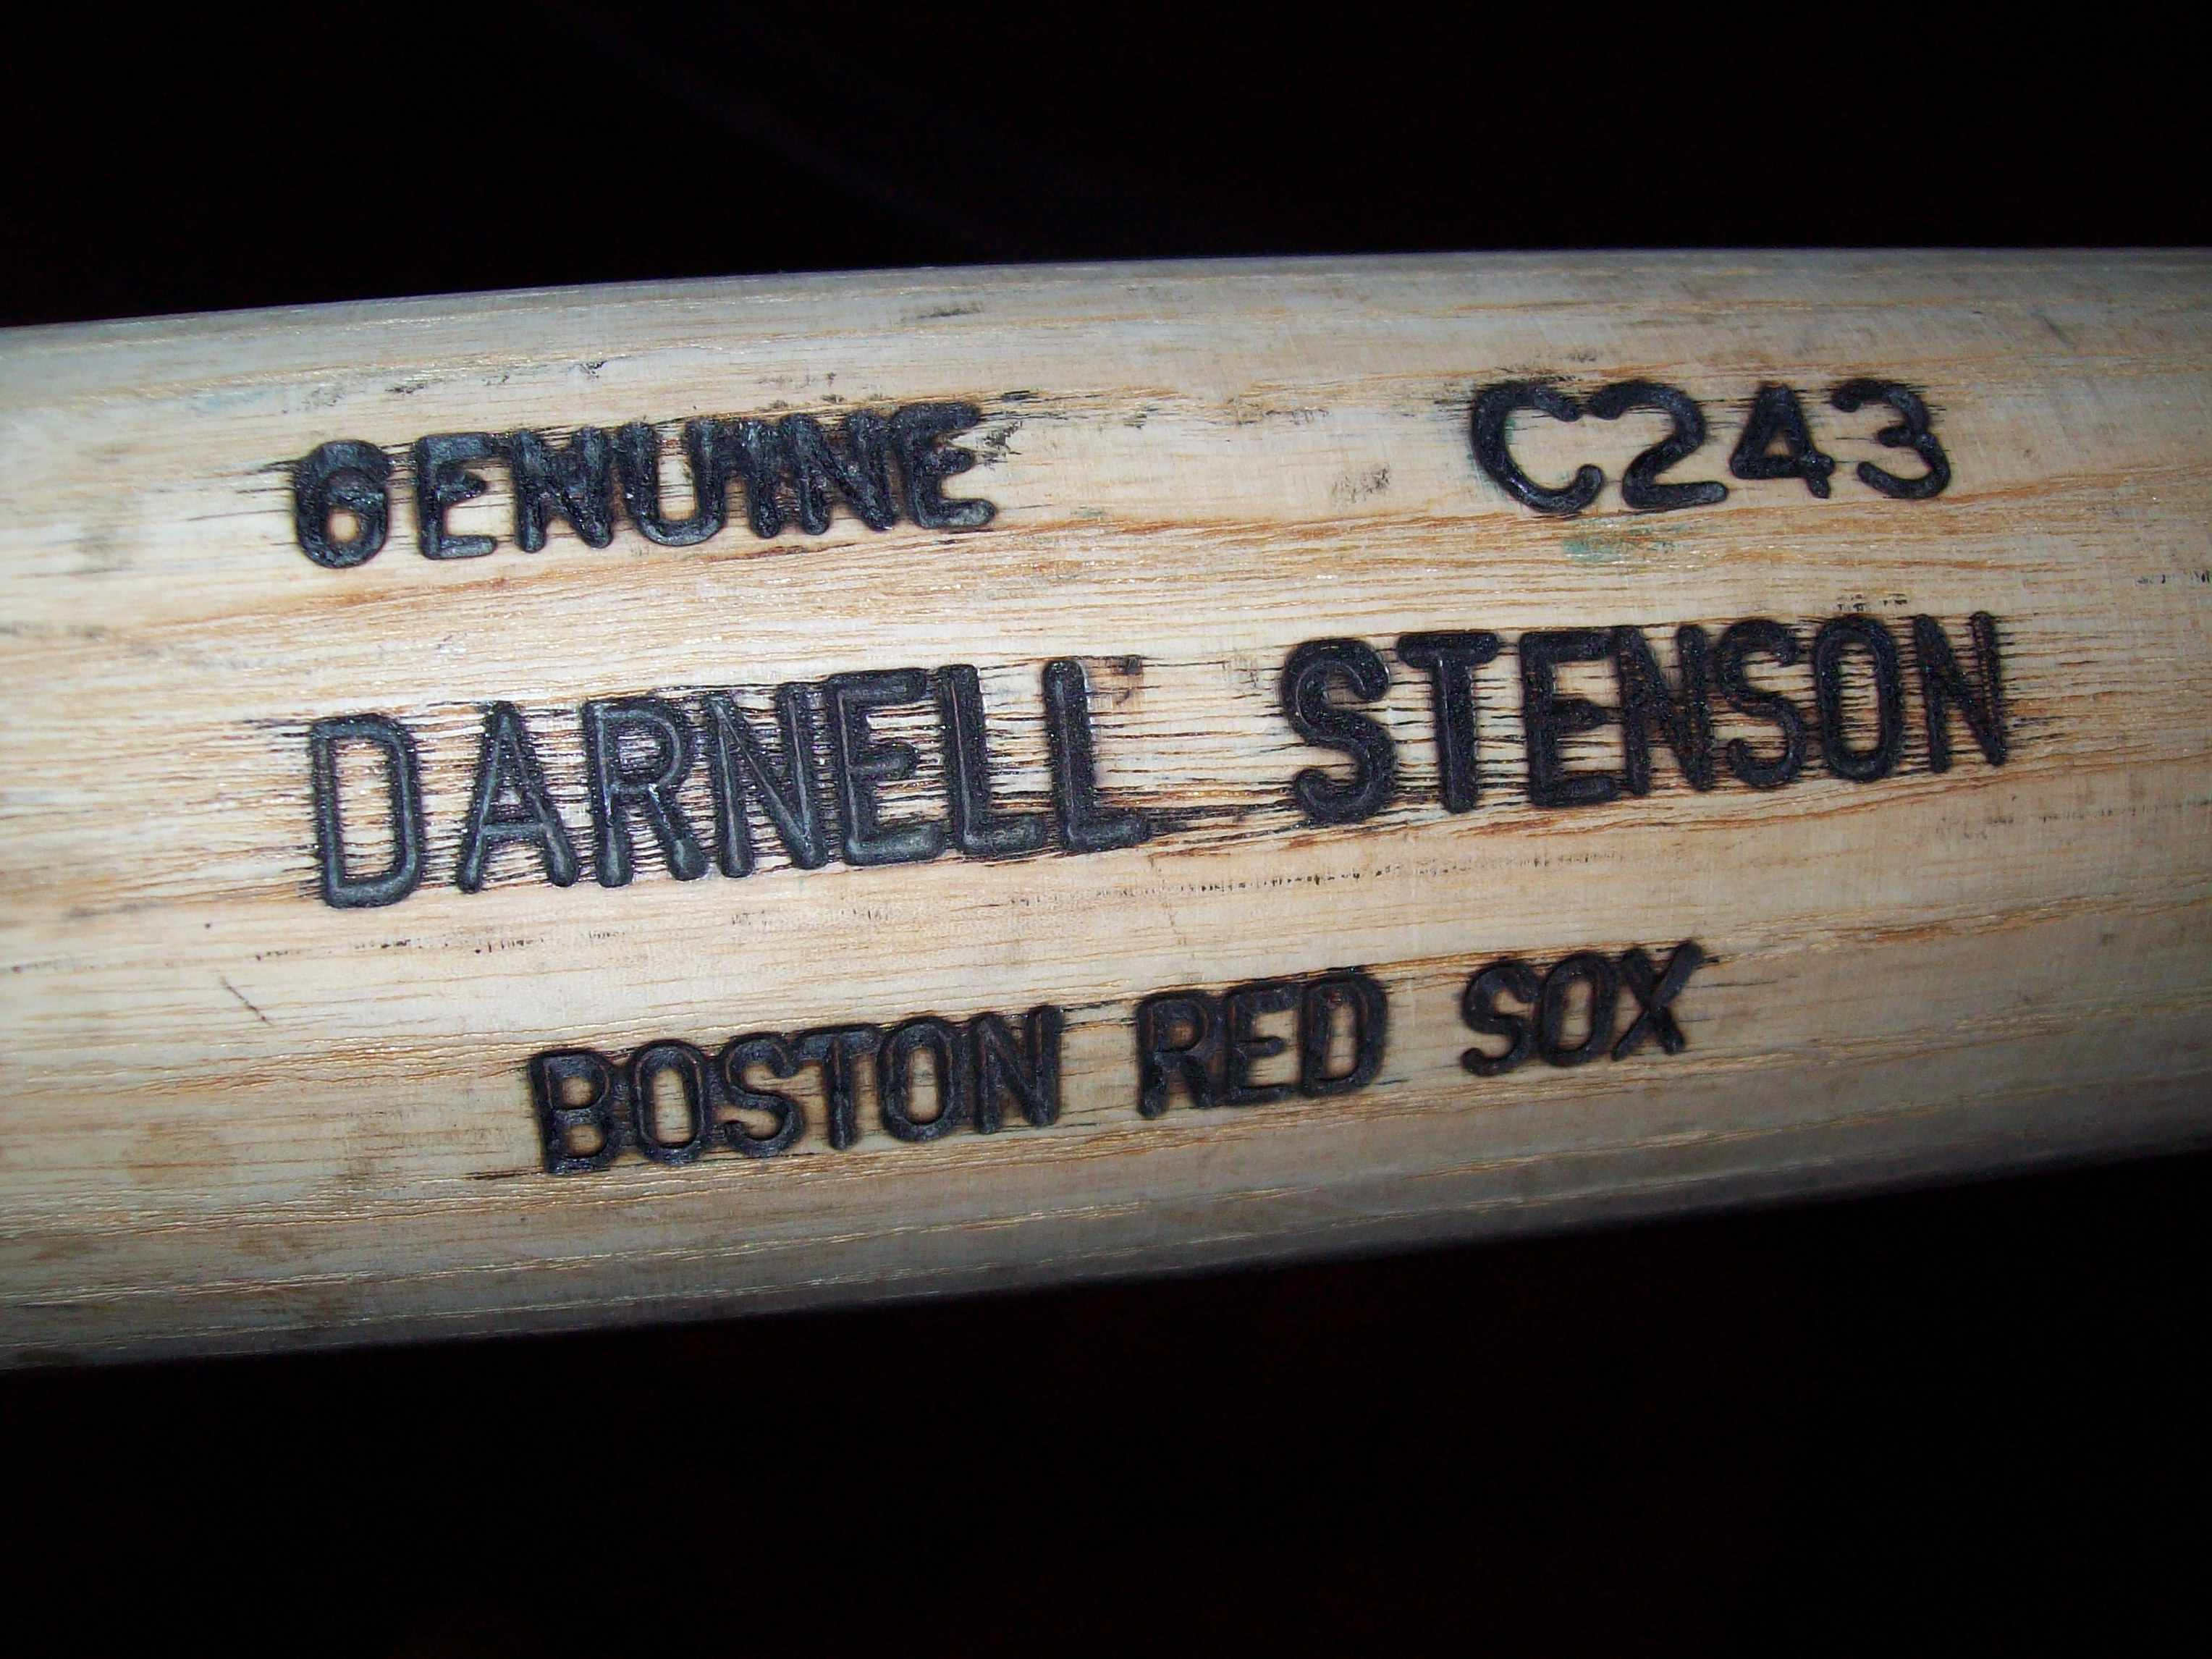 GENUINE C243
DARNELL STENSON
BOSTON RED SOX